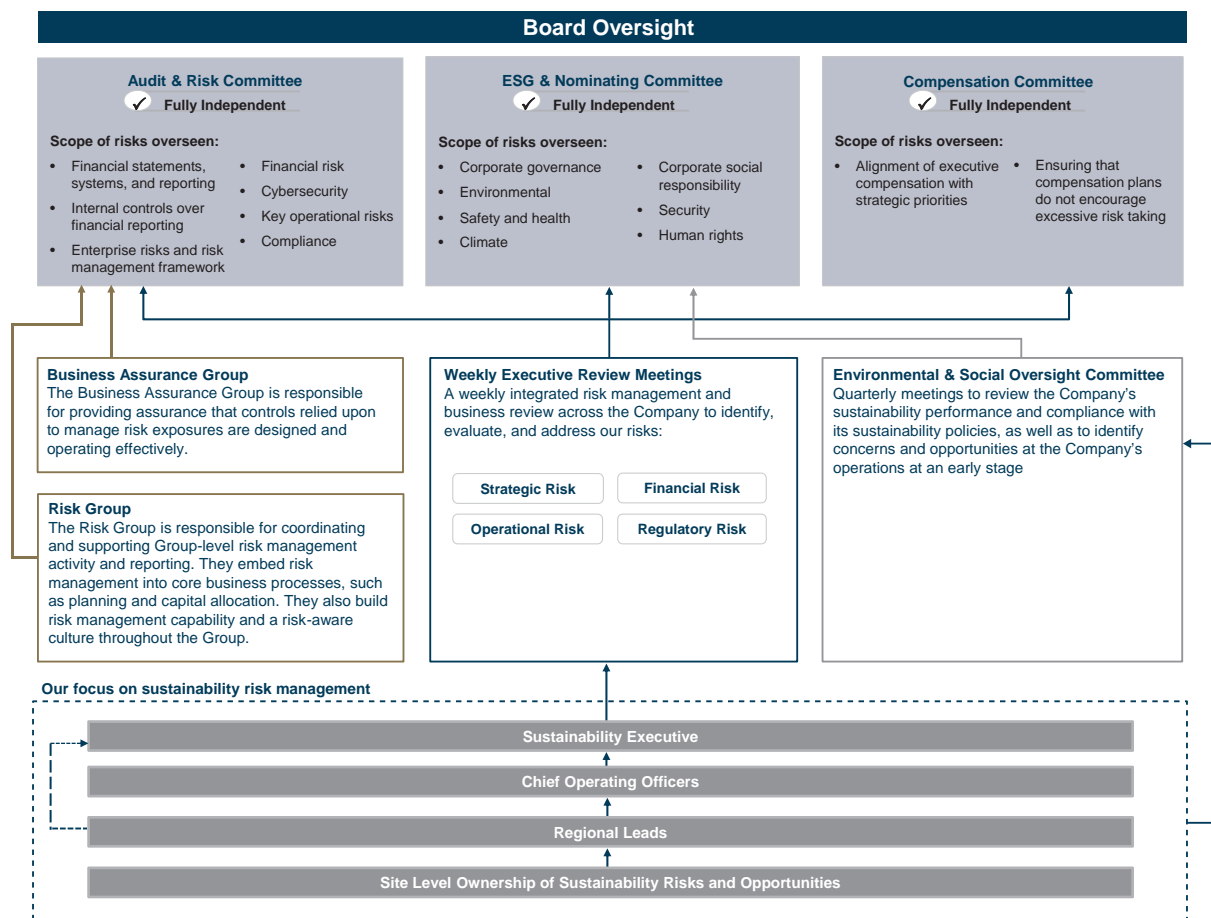 Board Oversight
Audit & Risk Committee
✓ Fully Independent
Scope of risks overseen:
• Financial statements,
systems, and reporting
• Internal controls over
financial reporting
• Enterprise risks and risk
management framework
• Financial risk
• Cybersecurity
• Key operational risks
• Compliance
ESG & Nominating Committee
✓ Fully Independent
Scope of risks overseen:
• Corporate governance
• Environmental
• Safety and health
• Climate
• Corporate social
responsibility
• Security
• Human rights
Compensation Committee
✓ Fully Independent
Scope of risks overseen:
• Alignment of executive
compensation with
strategic priorities
• Ensuring that
compensation plans
do not encourage
excessive risk taking
Business Assurance Group
The Business Assurance Group is responsible
for providing assurance that controls relied upon
to manage risk exposures are designed and
operating effectively.
Risk Group
The Risk Group is responsible for coordinating
and supporting Group-level risk management
activity and reporting. They embed risk
management into core business processes, such
as planning and capital allocation. They also build
risk management capability and a risk-aware
culture throughout the Group.
Weekly Executive Review Meetings
A weekly integrated risk management and
business review across the Company to identify,
evaluate, and address our risks:
Strategic Risk
Financial Risk
Operational Risk
Regulatory Risk
Environmental & Social Oversight Committee
Quarterly meetings to review the Company's
sustainability performance and compliance with
its sustainability policies, as well as to identify
concerns and opportunities at the Company's
operations at an early stage
Our focus on sustainability risk management
Sustainability Executive
Chief Operating Officers
Regional Leads
Site Level Ownership of Sustainability Risks and Opportunities